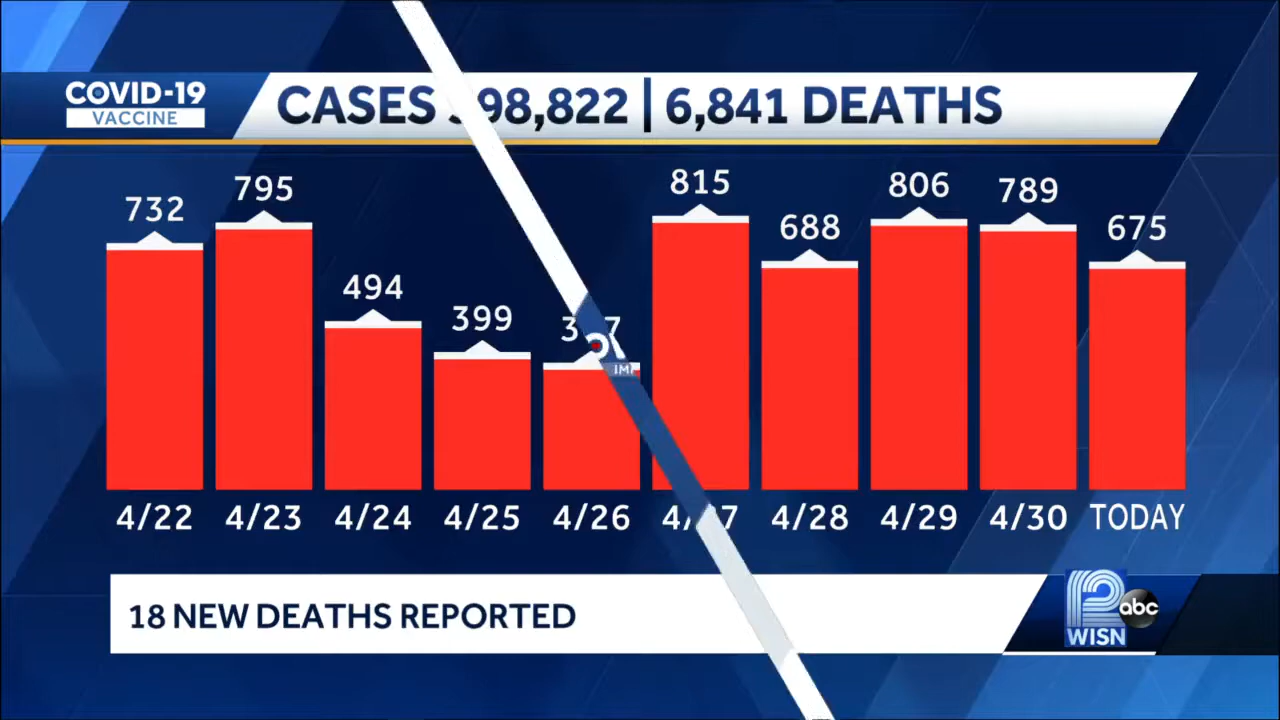 COVID-19
VACCINE
CASES 98,822 | 6,841 DEATHS
732 795 494 399 815 688 806 789 675
4/22 4/23 4/24 4/25 4/26 4/28 4/29 4/30 TODAY
18 NEW DEATHS REPORTED
12 abc
WISN